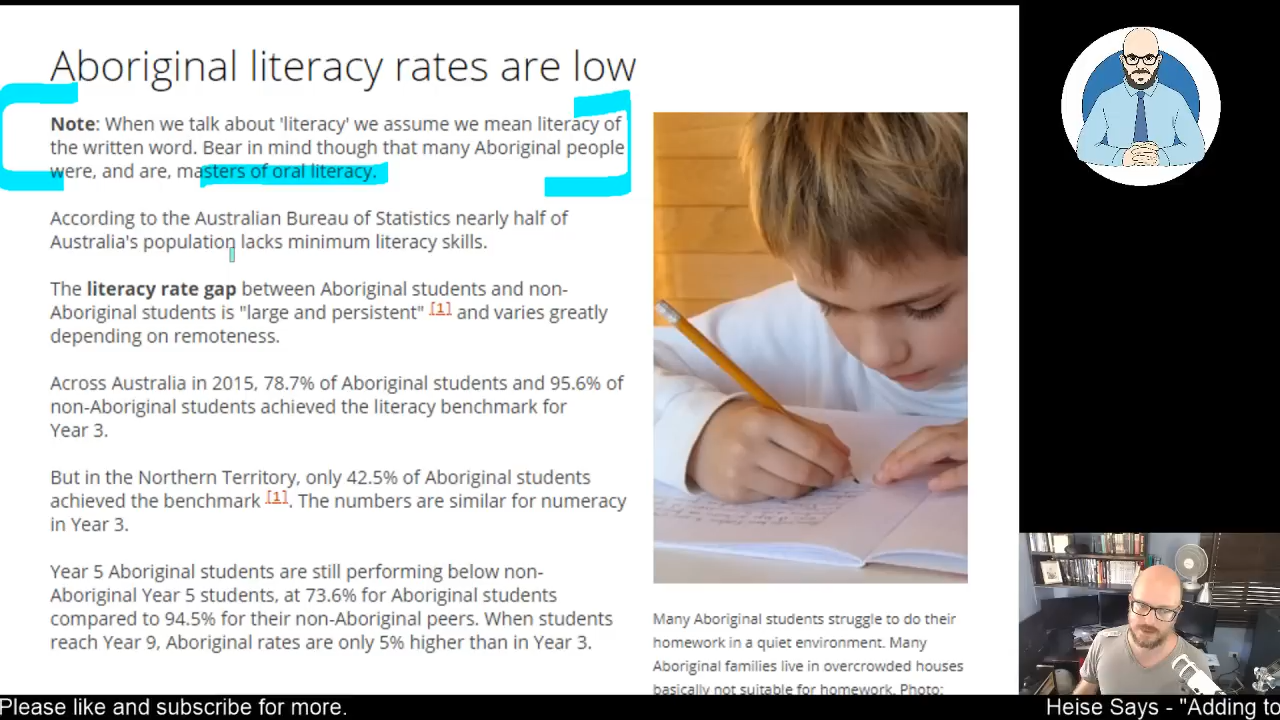 Aboriginal literacy rates are low
Note: When we talk about 'literacy' we assume we mean literacy of
the written word. Bear in mind though that many Aboriginal people
were, and are, masters of oral literacy.
According to the Australian Bureau of Statistics nearly half of
Australia's population lacks minimum literacy skills.
The literacy rate gap between Aboriginal students and non-
Aboriginal students is "large and persistent" [1] and varies greatly
depending on remoteness.
Across Australia in 2015, 78.7% of Aboriginal students and 95.6% of
non-Aboriginal students achieved the literacy benchmark for
Year 3.
But in the Northern Territory, only 42.5% of Aboriginal students
achieved the benchmark [1]. The numbers are similar for numeracy
in Year 3.
Year 5 Aboriginal students are still performing below non-
Aboriginal Year 5 students, at 73.6% for Aboriginal students
compared to 94.5% for their non-Aboriginal peers. When students
reach Year 9, Aboriginal rates are only 5% higher than in Year 3.
Many Aboriginal students struggle to do their
homework in a quiet environment. Many
Aboriginal families live in overcrowded houses
basically not suitable for homework. Photo:
Please like and subscribe for more.
Heise Says - "Adding to